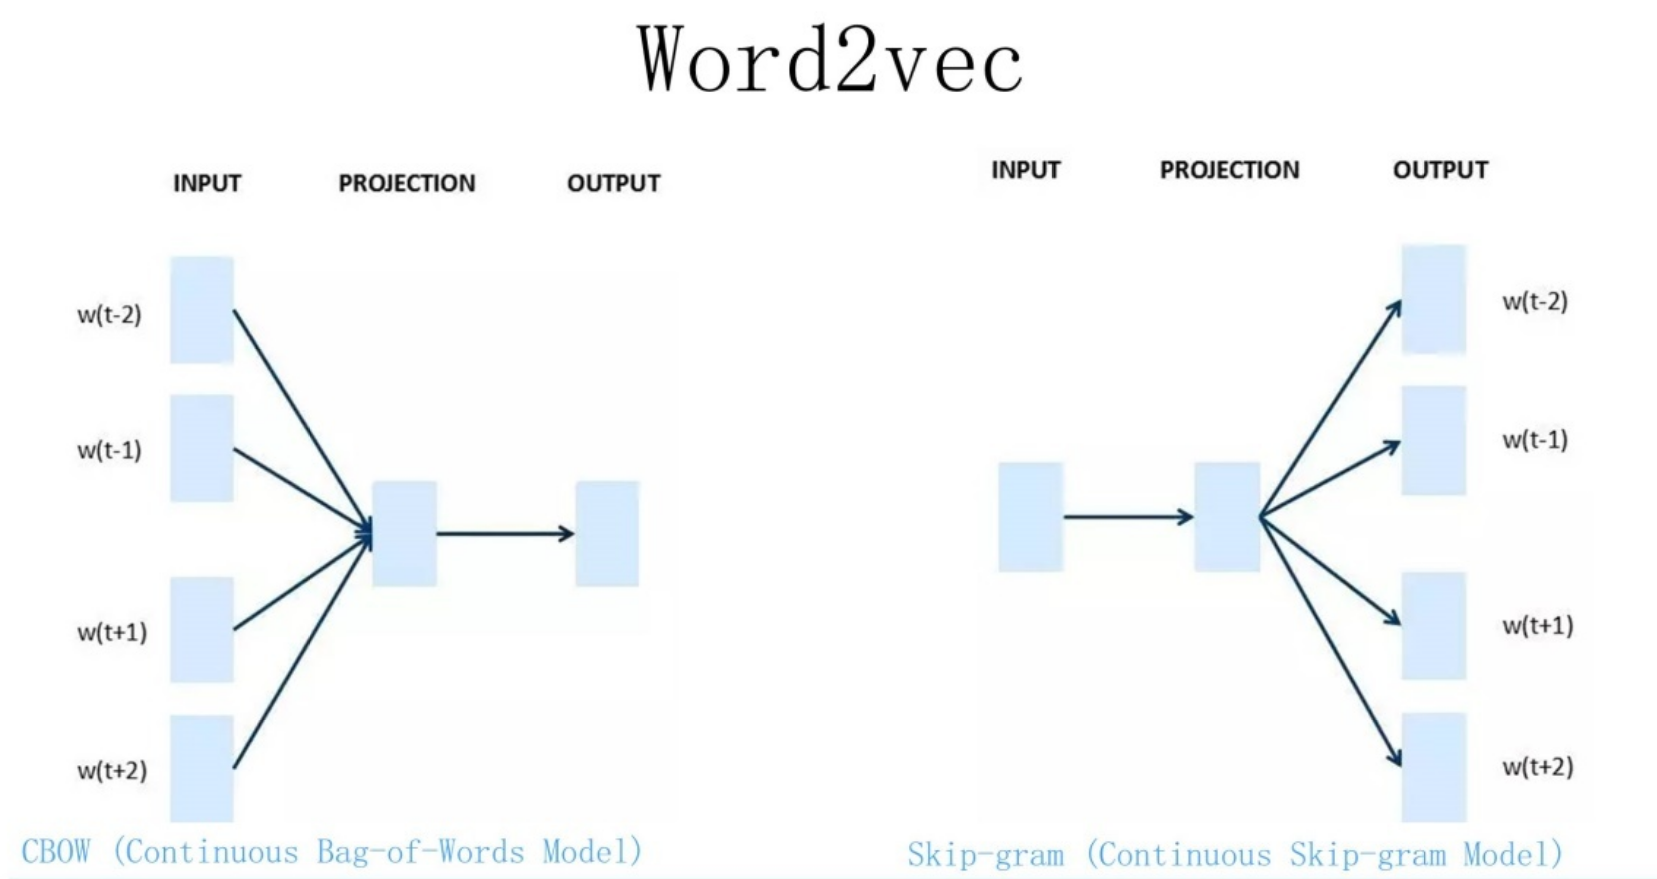 Word2vec
INPUT PROJECTION OUTPUT
w(t-2)
w(t-1)
w(t+1)
w(t+2)
CBOW (Continuous Bag-of-Words Model)
INPUT PROJECTION OUTPUT
w(t-2)
w(t-1)
w(t+1)
w(t+2)
Skip-gram (Continuous Skip-gram Model)